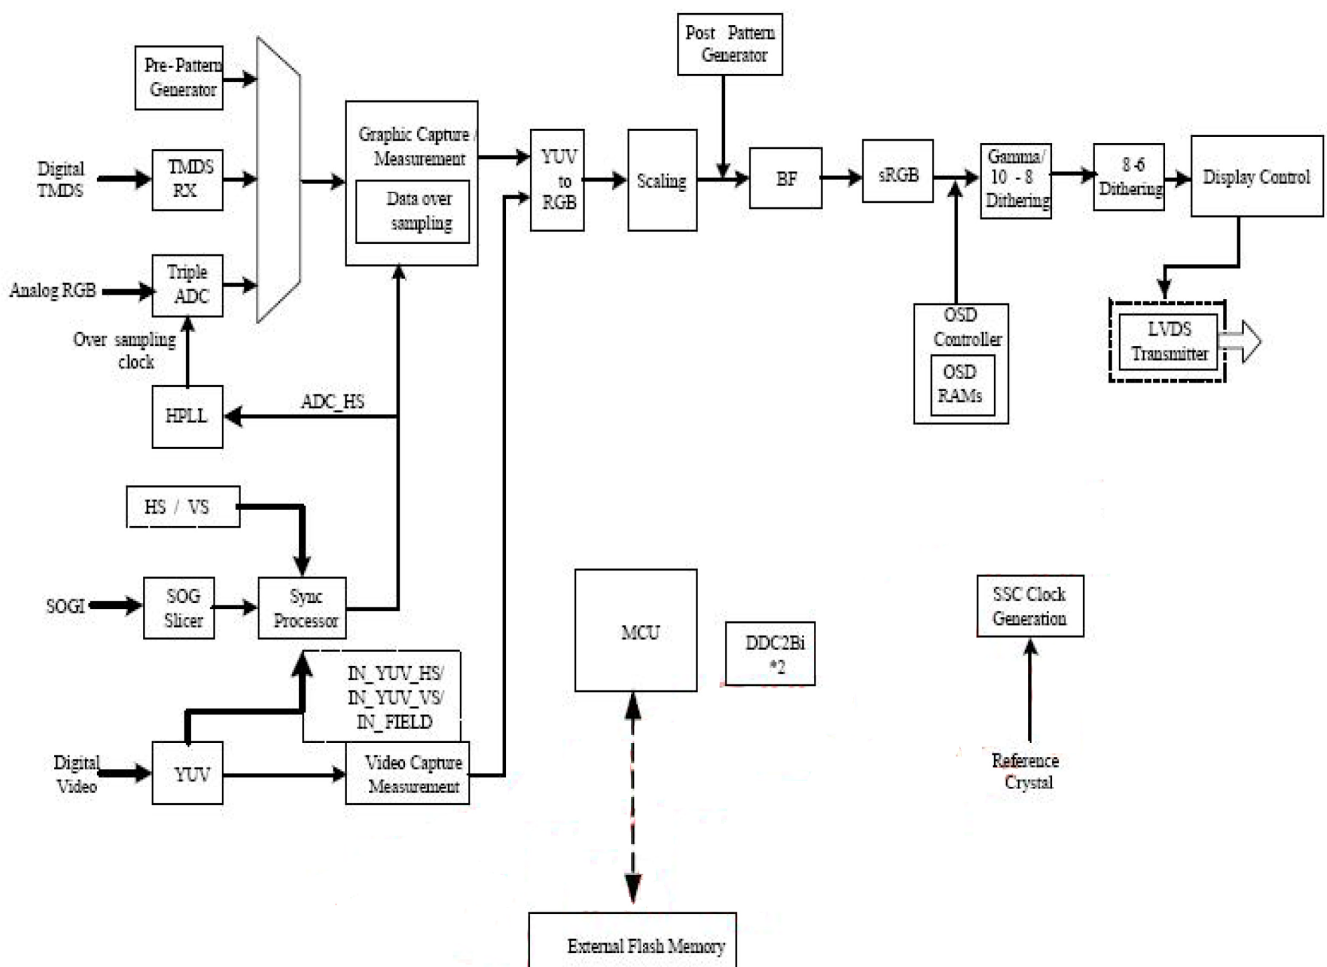 Post Pattern
Generator
Pre-Pattern
Generator
Graphic Capture /
Measurement
Data over
sampling
Digital
TMDS
TMDS
RX
YUV
to
RGB
Scaling
BF
sRGB
Gamma/
10 - 8
Dithering
8-6
Dithering
Display Control
Analog RGB
Triple
ADC
Over sampling
clock
OSD
Controller
OSD
RAMs
LVDS
Transmitter
HPLL
ADC_HS
HS / VS
SOGI
SOG
Slicer
Sync
Processor
MCU
DDC2Bi
*2
SSC Clock
Generation
IN_YUV_HS/
IN_YUV_VS/
IN_FIELD
Digital
Video
YUV
Video Capture
Measurement
Reference
Crystal
External Flash Memory